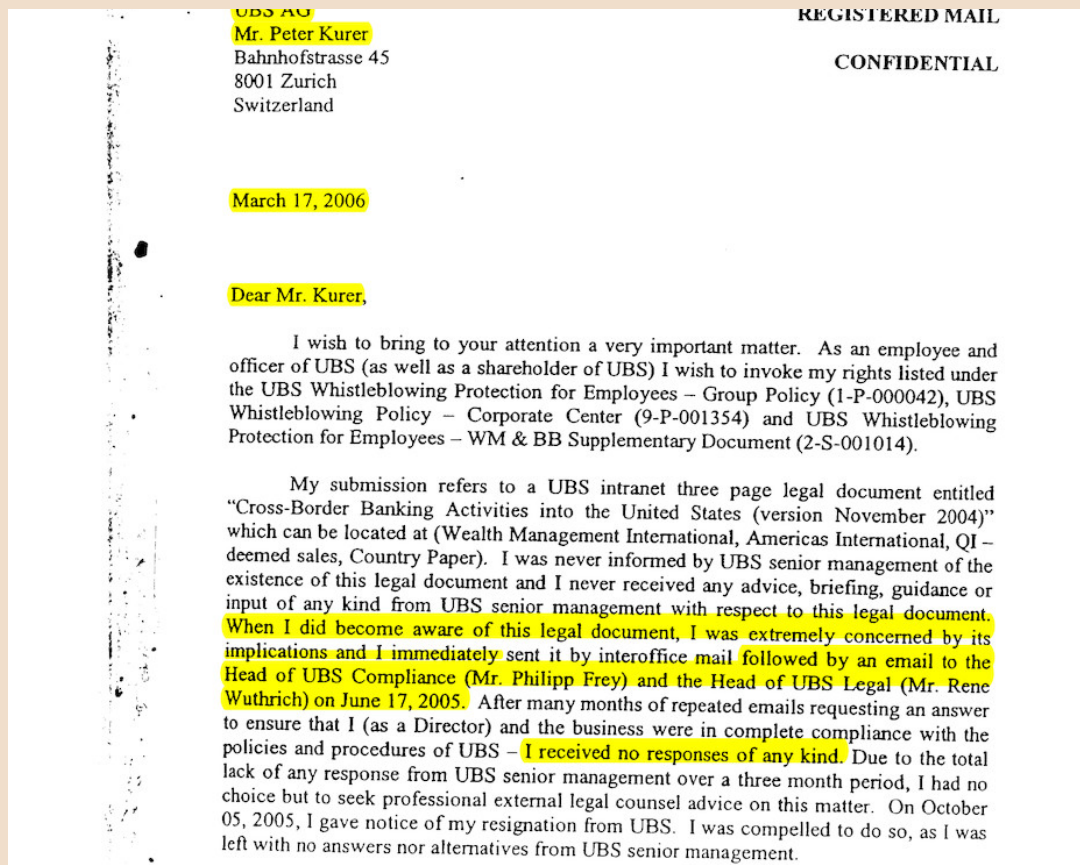 UBS AG
REGISTERED MAIL
Mr. Peter Kurer
Bahnhofstrasse 45
CONFIDENTIAL
8001 Zurich
Switzerland
March 17, 2006
Dear Mr. Kurer,
I wish to bring to your attention a very important matter. As an employee and
officer of UBS (as well as a shareholder of UBS) I wish to invoke my rights listed under
the UBS Whistleblowing Protection for Employees – Group Policy (1-P-000042), UBS
Whistleblowing Policy – Corporate Center (9-P-001354) and UBS Whistleblowing
Protection for Employees – WM & BB Supplementary Document (2-S-001014).
My submission refers to a UBS intranet three page legal document entitled
“Cross-Border Banking Activities into the United States (version November 2004)”
which can be located at (Wealth Management International, Americas International, QI –
deemed sales, Country Paper). I was never informed by UBS senior management of the
existence of this legal document and I never received any advice, briefing, guidance or
input of any kind from UBS senior management with respect to this legal document.
When I did become aware of this legal document, I was extremely concerned by its
implications and I immediately sent it by interoffice mail followed by an email to the
Head of UBS Compliance (Mr. Philipp Frey) and the Head of UBS Legal (Mr. Rene
Wuthrich) on June 17, 2005. After many months of repeated emails requesting an answer
to ensure that I (as a Director) and the business were in complete compliance with the
policies and procedures of UBS – I received no responses of any kind. Due to the total
lack of any response from UBS senior management over a three month period, I had no
choice but to seek professional external legal counsel advice on this matter. On October
05, 2005, I gave notice of my resignation from UBS. I was compelled to do so, as I was
left with no answers nor alternatives from UBS senior management.